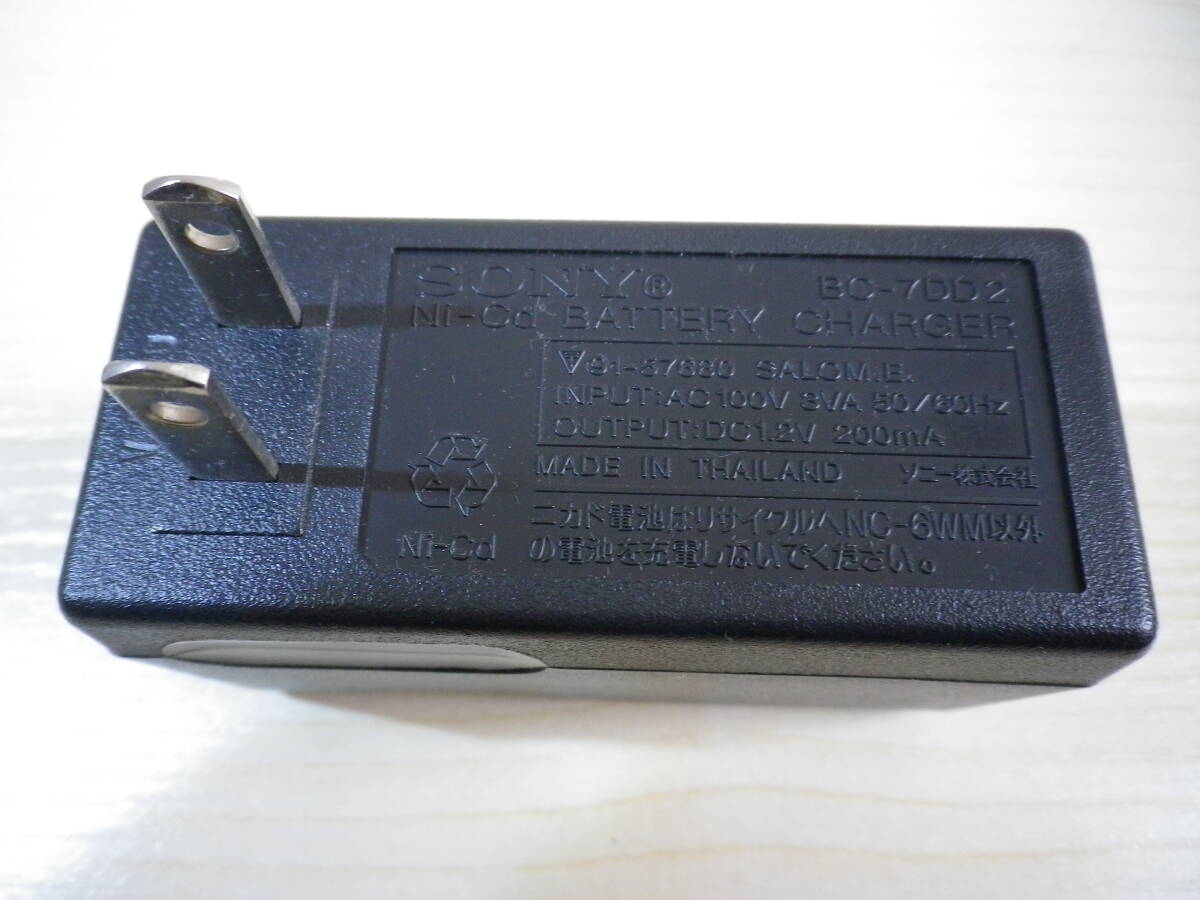 SONY® BC-7DD2
Ni-Cd BATTERY CHARGER
91-57680 SALOM.E.
INPUT:AC100V 3VA 50/60Hz
OUTPUT:DC1.2V 200mA
MADE IN THAILAND ソニー株式会社
Ni-Cd
ニカド電池はリサイクルへNC-6WM以外
の電池を充電しないでください。